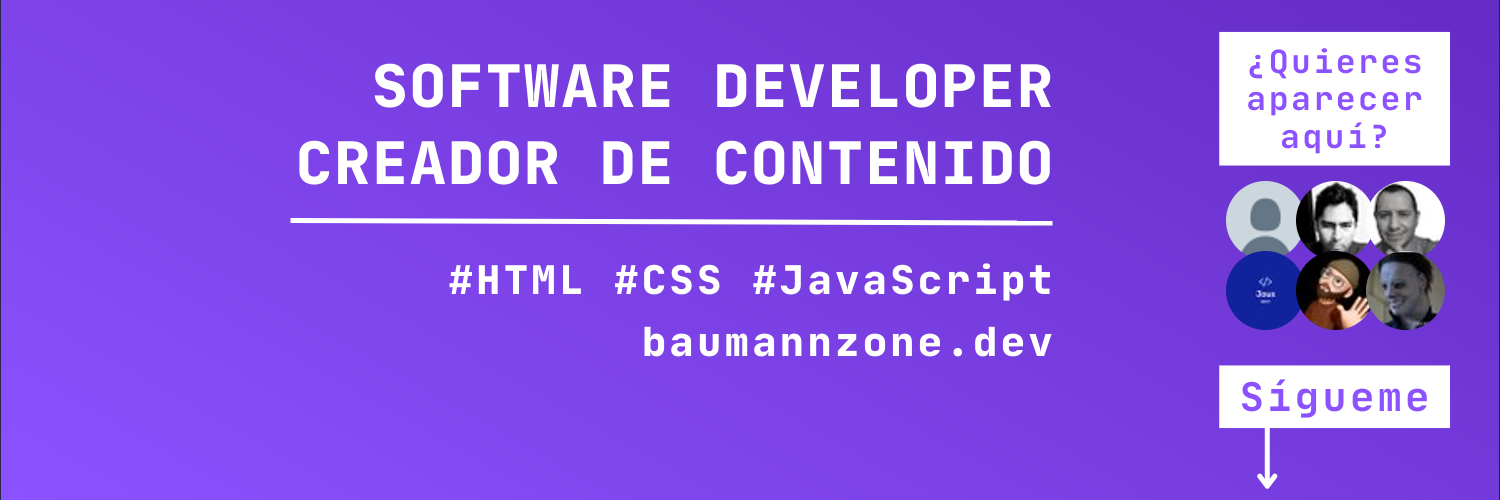 SOFTWARE DEVELOPER
CREADOR DE CONTENIDO
#HTML #CSS #JavaScript
baumannzone.dev
¿Quieres
aparecer
aquí?
</>
Sígueme